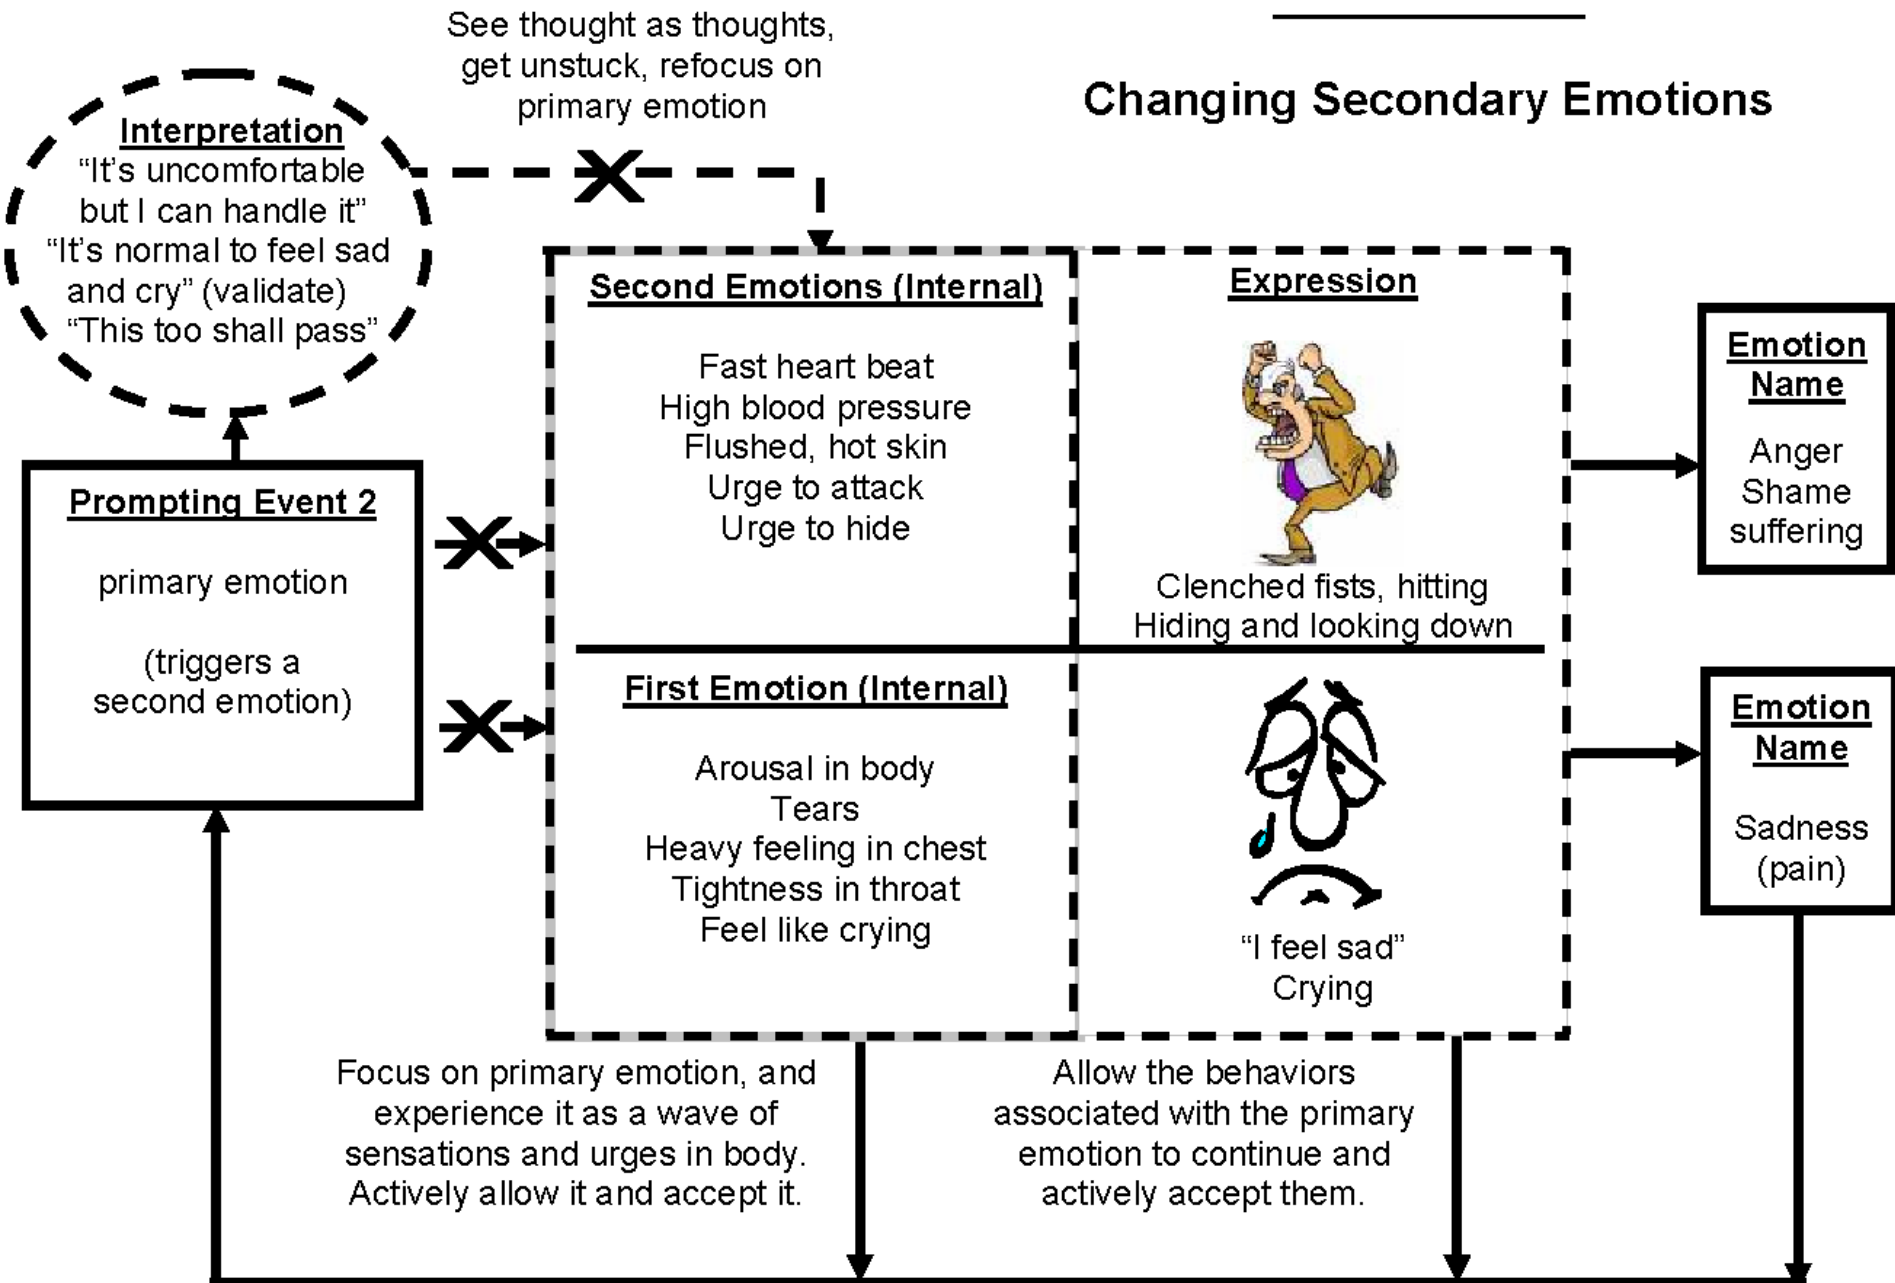 See thought as thoughts,
get unstuck, refocus on
primary emotion
Changing Secondary Emotions
Interpretation
“It’s uncomfortable
but I can handle it”
“It’s normal to feel sad
and cry” (validate)
“This too shall pass”
Second Emotions (Internal)
Fast heart beat
High blood pressure
Flushed, hot skin
Urge to attack
Urge to hide
Expression
Clenched fists, hitting
Hiding and looking down
Emotion
Name
Anger
Shame
suffering
Prompting Event 2
primary emotion
(triggers a
second emotion)
First Emotion (Internal)
Arousal in body
Tears
Heavy feeling in chest
Tightness in throat
Feel like crying
“I feel sad”
Crying
Emotion
Name
Sadness
(pain)
Focus on primary emotion, and
experience it as a wave of
sensations and urges in body.
Actively allow it and accept it.
Allow the behaviors
associated with the primary
emotion to continue and
actively accept them.